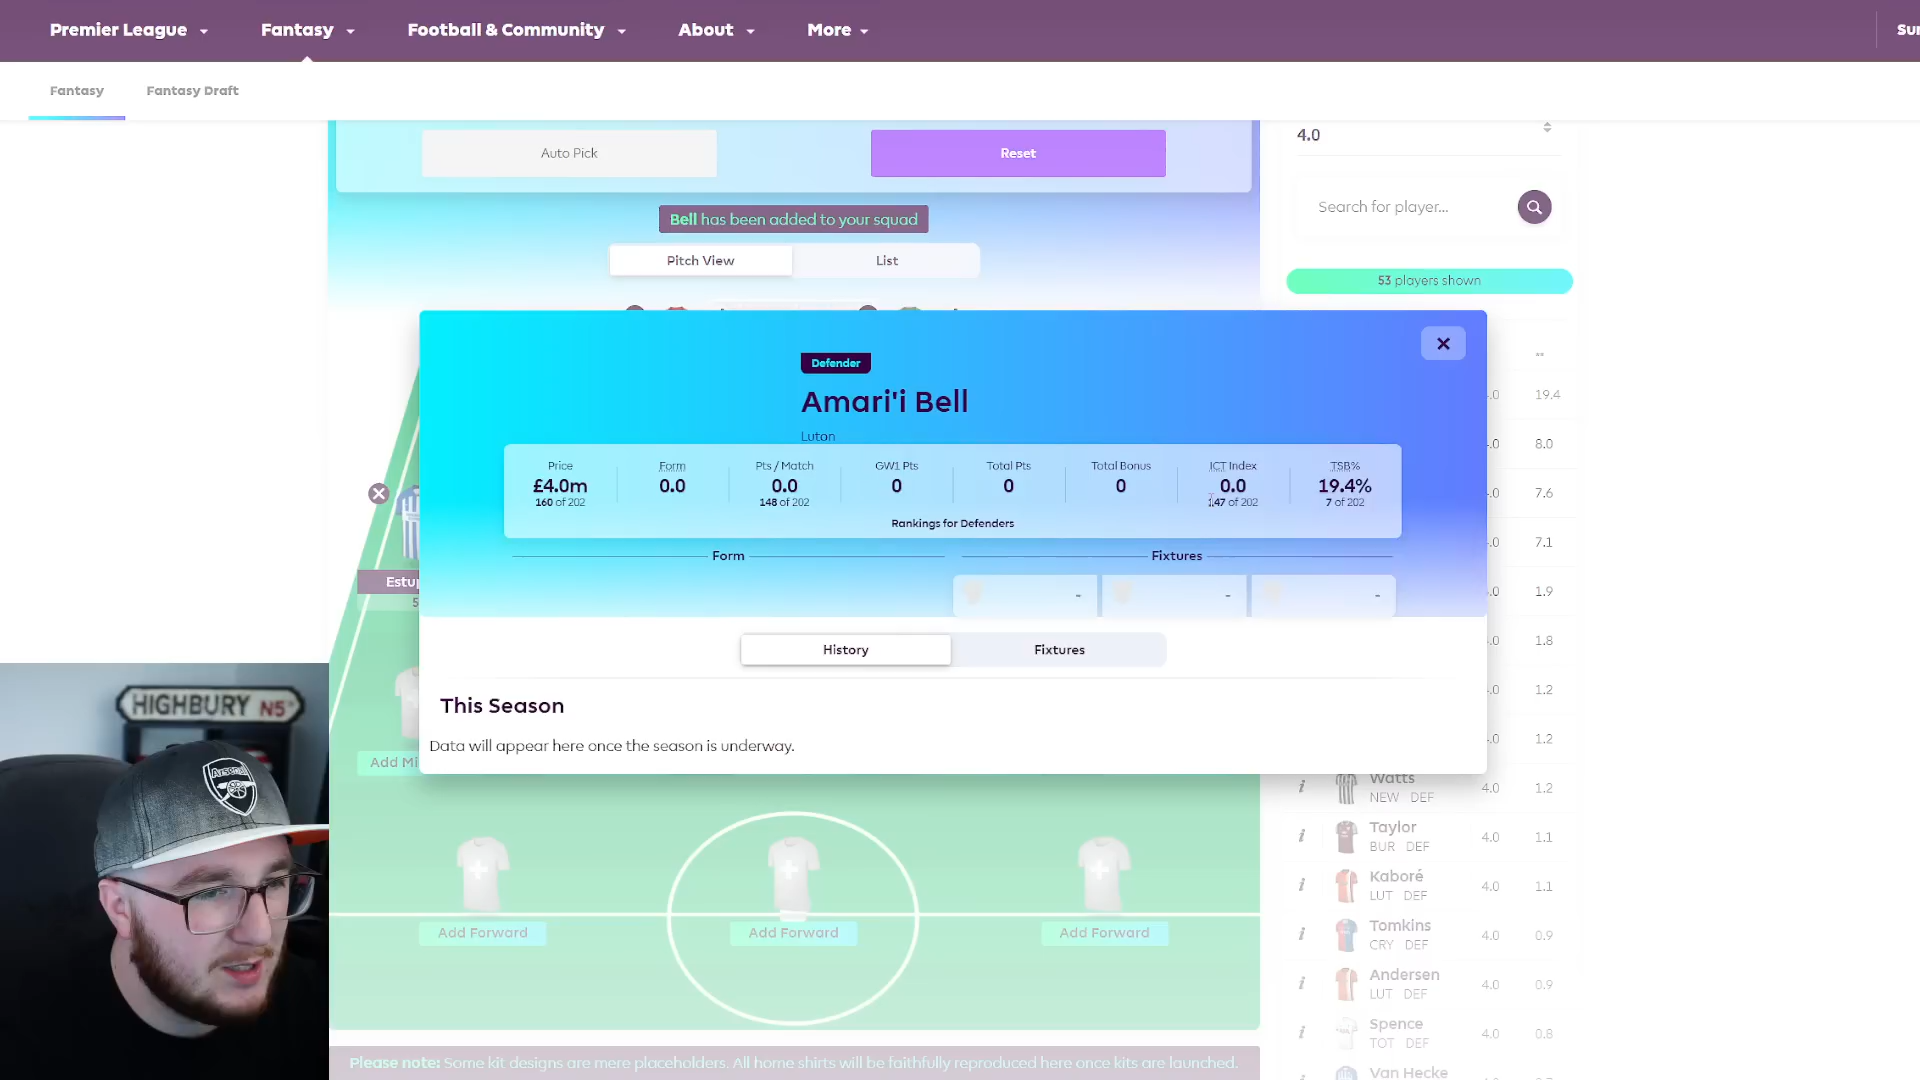 Premier League
Fantasy
Football & Community
About
More
Fantasy
Fantasy Draft
4.0
Auto Pick
Reset
Search for player...
Bell has been added to your squad
Pitch View
List
53 players shown
Defender
Amari'i Bell
Luton
Price
Form
Pts / Match
GW1 Pts
Total Pts
Total Bonus
ICT Index
TSB%
£4.0m
0.0
0.0
0
0
0
0.0
19.4%
160 of 202
148 of 202
147 of 202
7 of 202
Rankings for Defenders
Form
Fixtures
-
-
-
History
Fixtures
This Season
Data will appear here once the season is underway.
19.4
8.0
7.6
7.1
1.9
1.8
1.2
1.2
Watts
NEW DEF
4.0
1.2
Taylor
BUR DEF
4.0
1.1
Kaboré
LUT DEF
4.0
1.1
Tomkins
CRY DEF
4.0
0.9
Andersen
LUT DEF
4.0
0.9
Spence
TOT DEF
4.0
0.8
Van Hecke
Add Forward
Add Forward
Add Forward
Please note: Some kit designs are mere placeholders. All home shirts will be faithfully reproduced here once kits are launched.
HIGHBURY N5
Arsenal